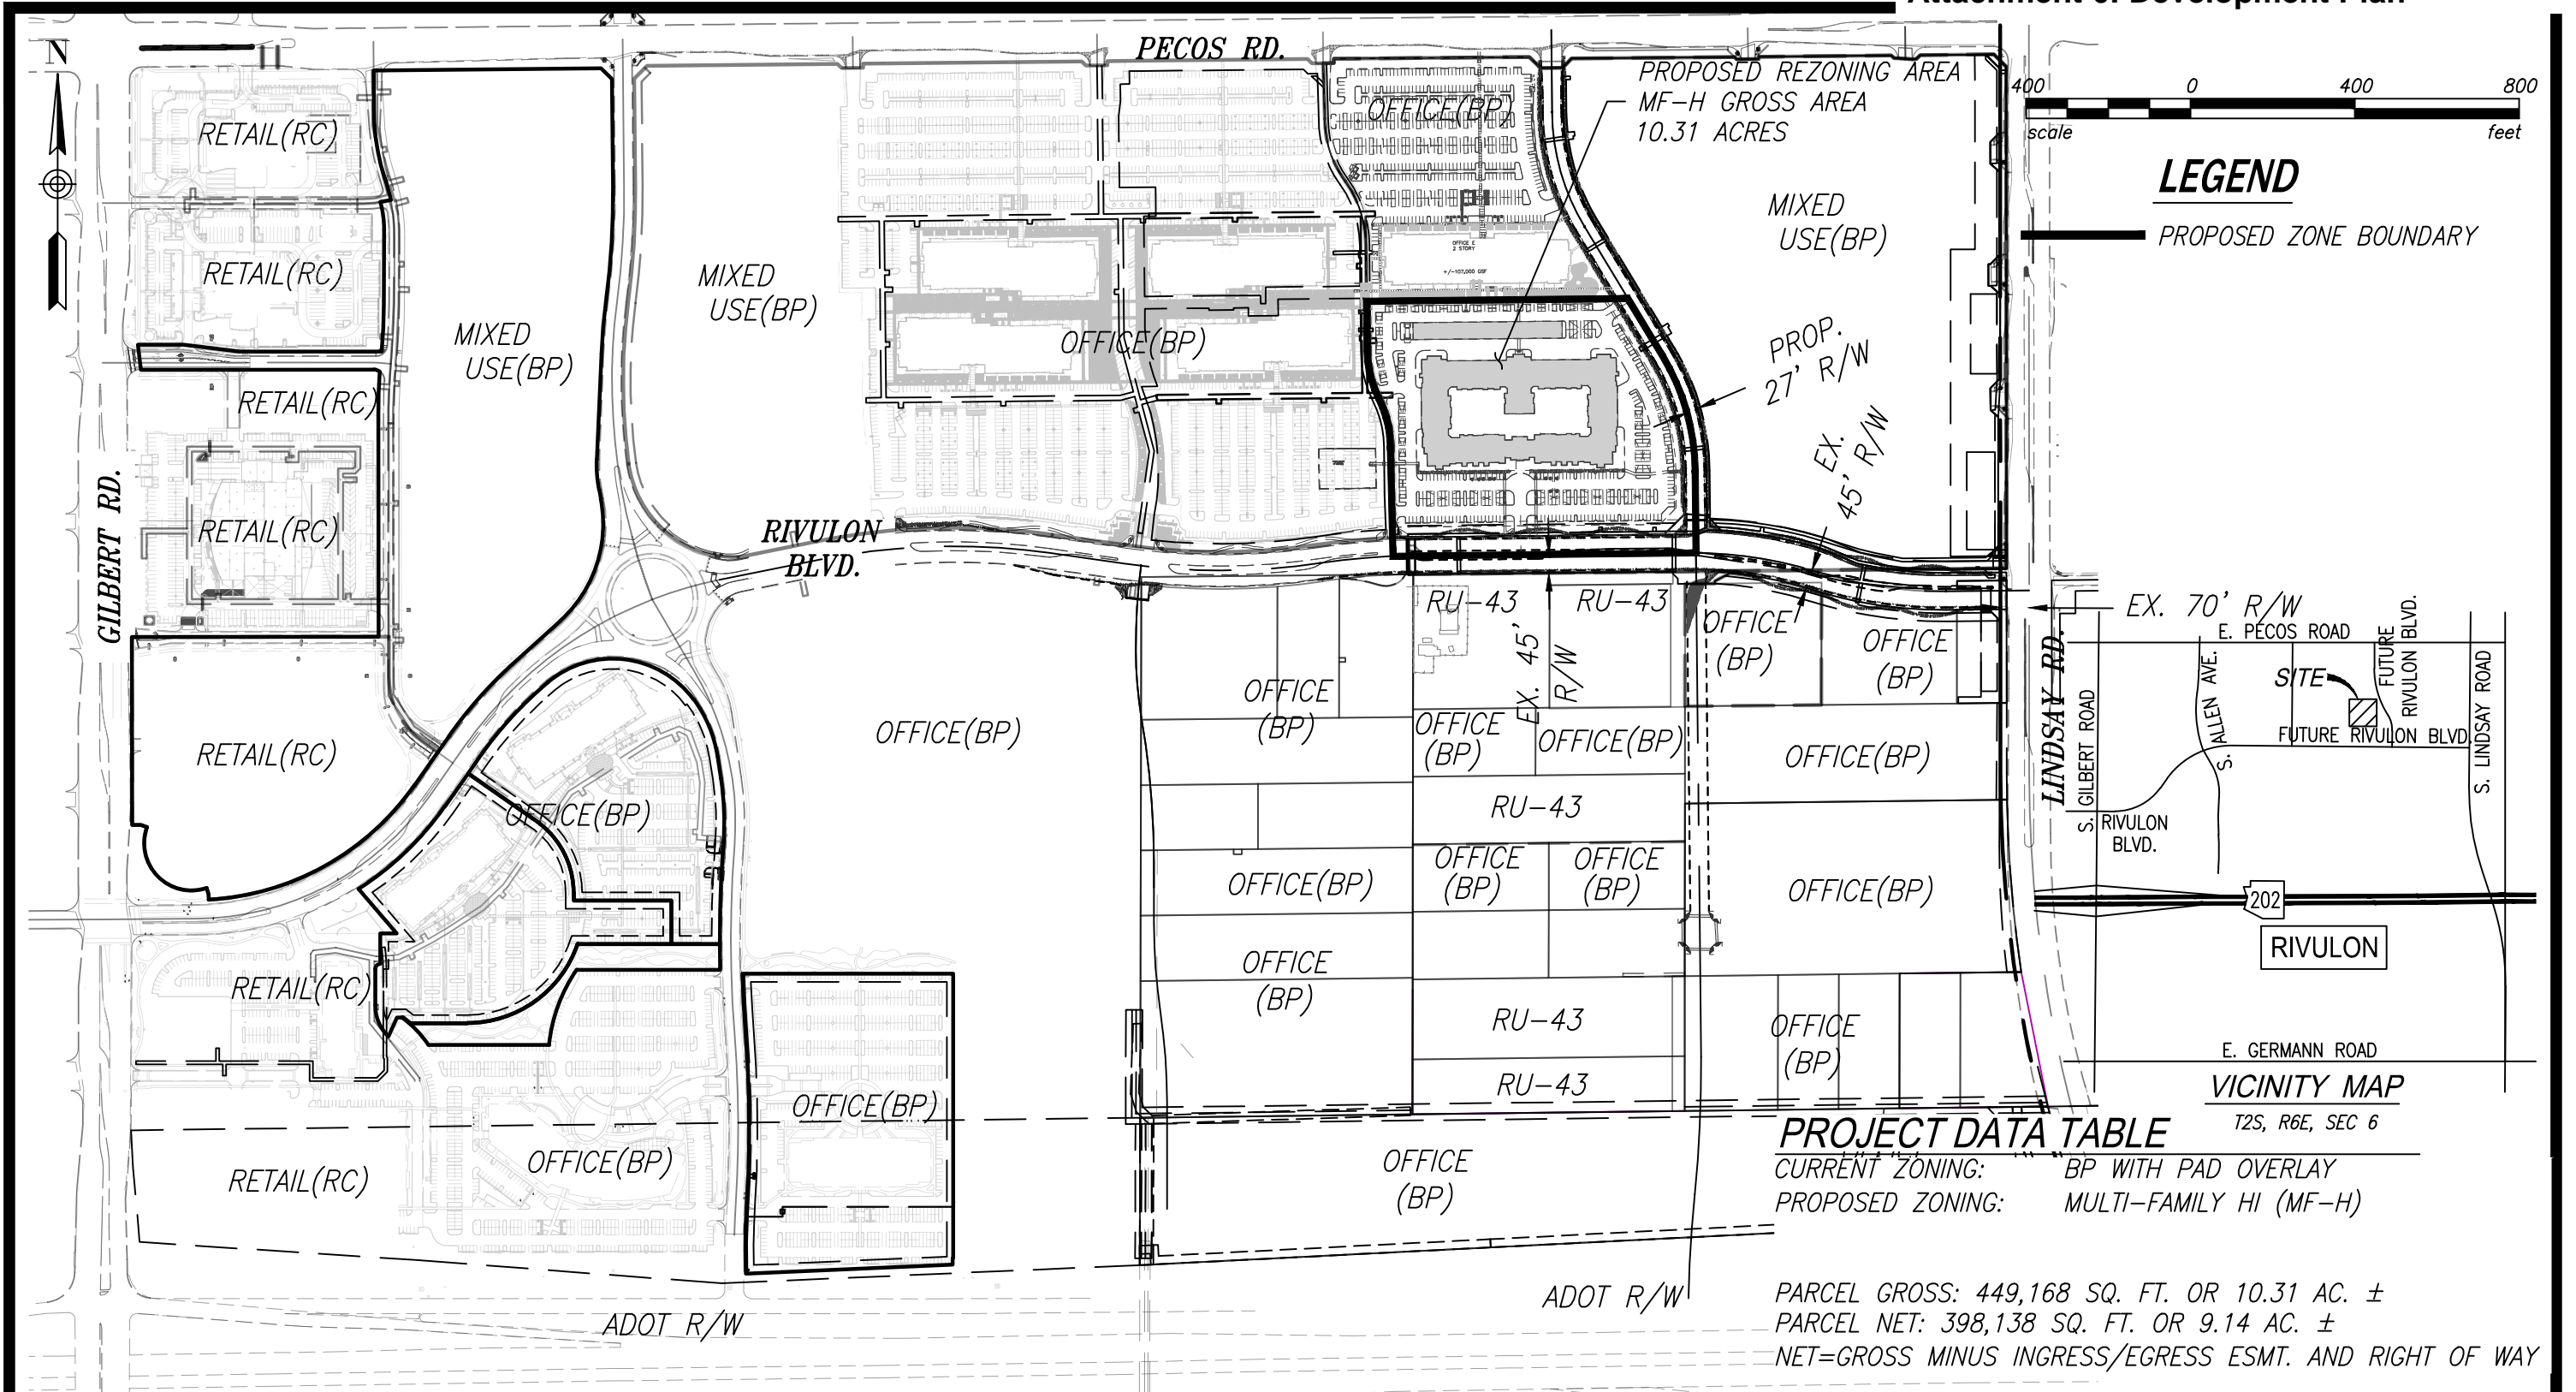 Attachment 6: Development Plan
N
PECOS RD.
PROPOSED REZONING AREA
MF-H GROSS AREA
10.31 ACRES
400 0 400 800
scale feet
LEGEND
PROPOSED ZONE BOUNDARY
RETAIL(RC)
OFFICE(BP)
MIXED
USE(BP)
RETAIL(RC)
MIXED
USE(BP)
OFFICE E
2 STORY
+/-107,000 GSF
MIXED
USE(BP)
OFFICE(BP)
PROP.
27' R/W
RETAIL(RC)
EX.
45' R/W
GILBERT RD.
RETAIL(RC)
RIVULON
BLVD.
RU-43
RU-43
EX. 45'
R/W
OFFICE
(BP)
OFFICE
(BP)
EX. 70' R/W
LINDSAY RD.
OFFICE
(BP)
RETAIL(RC)
OFFICE(BP)
OFFICE
(BP)
OFFICE(BP)
OFFICE(BP)
OFFICE(BP)
RU-43
OFFICE(BP)
OFFICE
(BP)
OFFICE
(BP)
OFFICE(BP)
RETAIL(RC)
OFFICE
(BP)
RU-43
OFFICE
(BP)
RU-43
OFFICE(BP)
RETAIL(RC)
OFFICE(BP)
OFFICE
(BP)
ADOT R/W
ADOT R/W
E. PECOS ROAD
S. GILBERT ROAD
S. ALLEN AVE.
SITE
FUTURE
RIVULON BLVD.
S. LINDSAY ROAD
FUTURE RIVULON BLVD.
RIVULON
BLVD.
202
RIVULON
E. GERMANN ROAD
VICINITY MAP
T2S, R6E, SEC 6
PROJECT DATA TABLE
CURRENT ZONING: BP WITH PAD OVERLAY
PROPOSED ZONING: MULTI-FAMILY HI (MF-H)
PARCEL GROSS: 449,168 SQ. FT. OR 10.31 AC. ±
PARCEL NET: 398,138 SQ. FT. OR 9.14 AC. ±
NET=GROSS MINUS INGRESS/EGRESS ESMT. AND RIGHT OF WAY